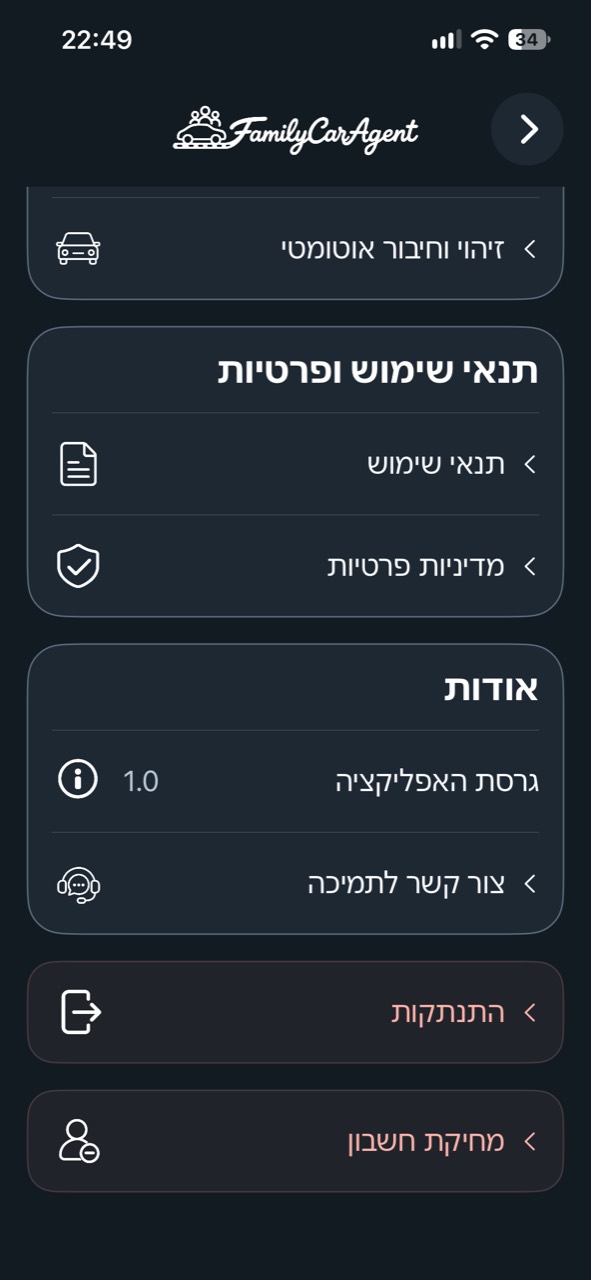 22:49
34
FamilyCarAgent
זיהוי וחיבור אוטומטי
תנאי שימוש ופרטיות
תנאי שימוש
מדיניות פרטיות
אודות
גרסת האפליקציה 1.0
צור קשר לתמיכה
התנתקות
מחיקת חשבון